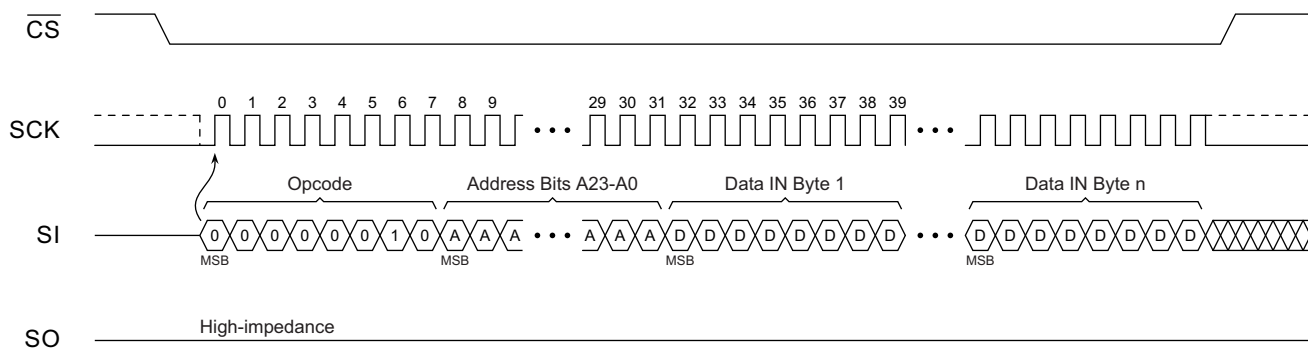 CS
0 1 2 3 4 5 6 7 8 9 29 30 31 32 33 34 35 36 37 38 39
SCK
Opcode Address Bits A23-A0 Data IN Byte 1 Data IN Byte n
SI 0 0 0 0 0 0 1 0 A A A A A A D D D D D D D D D D D D D D D D
MSB MSB MSB MSB
High-impedance
SO